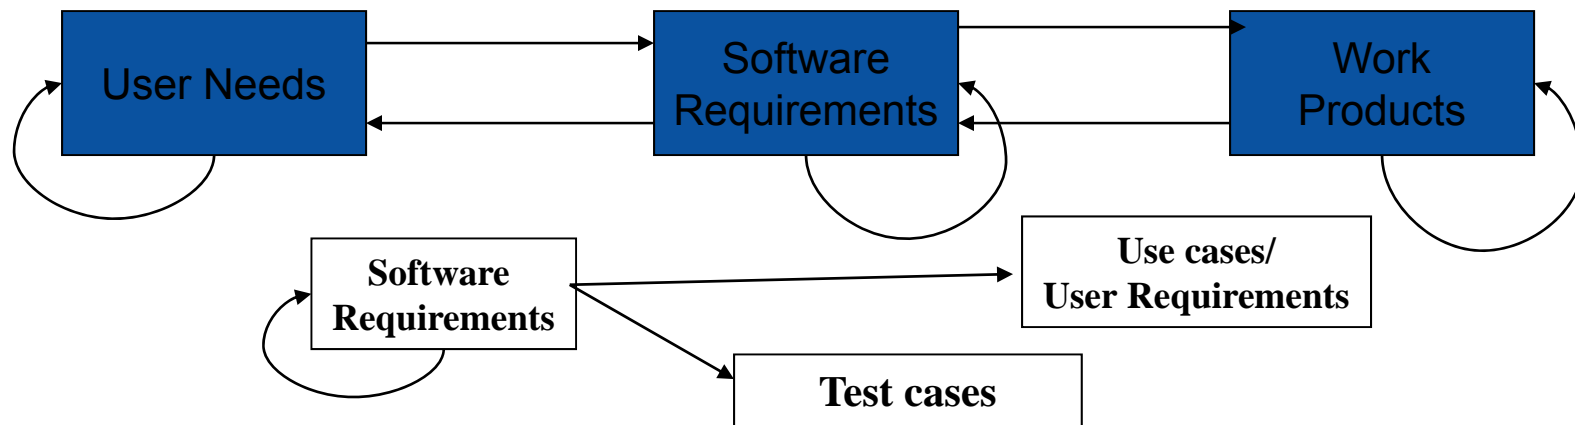 User Needs
Software
Requirements
Work
Products
Software
Requirements
Use cases/
User Requirements
Test cases